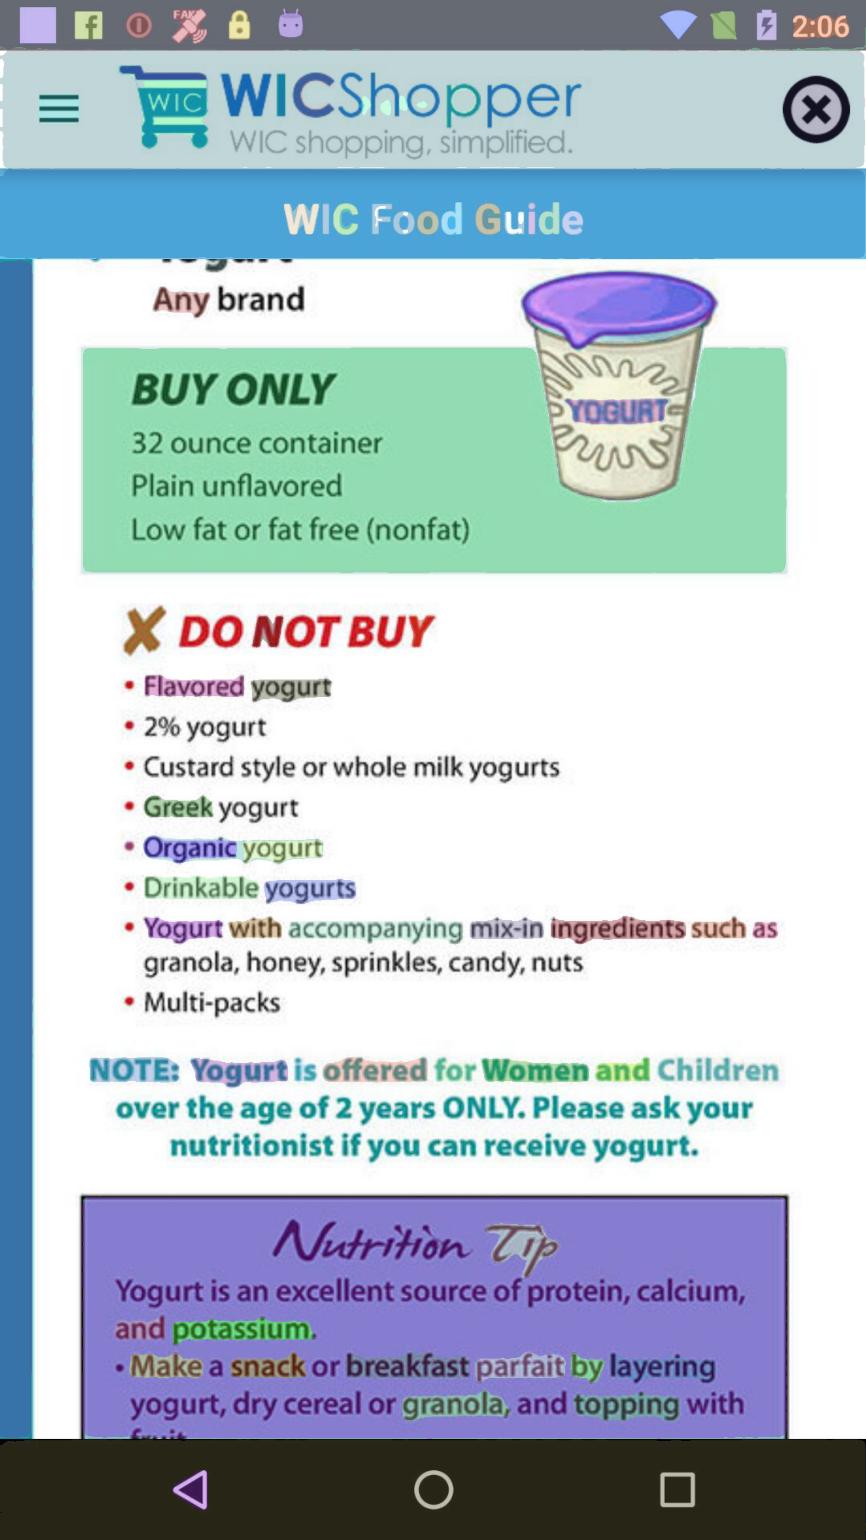 FAKE
2:06
WIC
WICShopper
WIC shopping, simplified.
WIC Food Guide
Yogurt
Any brand
YOGURT
BUY ONLY
32 ounce container
Plain unflavored
Low fat or fat free (nonfat)
✘ DO NOT BUY
• Flavored yogurt
• 2% yogurt
• Custard style or whole milk yogurts
• Greek yogurt
• Organic yogurt
• Drinkable yogurts
• Yogurt with accompanying mix-in ingredients such as
granola, honey, sprinkles, candy, nuts
• Multi-packs
NOTE: Yogurt is offered for Women and Children
over the age of 2 years ONLY. Please ask your
nutritionist if you can receive yogurt.
Nutrition Tip
Yogurt is an excellent source of protein, calcium,
and potassium.
• Make a snack or breakfast parfait by layering
yogurt, dry cereal or granola, and topping with
fruit